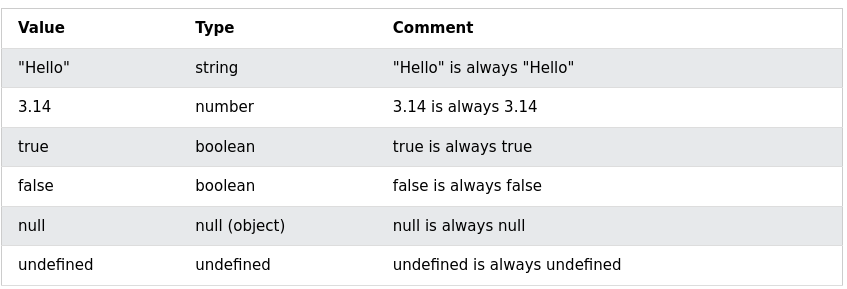 Value Type Comment
"Hello" string "Hello" is always "Hello"
3.14 number 3.14 is always 3.14
true boolean true is always true
false boolean false is always false
null null (object) null is always null
undefined undefined undefined is always undefined